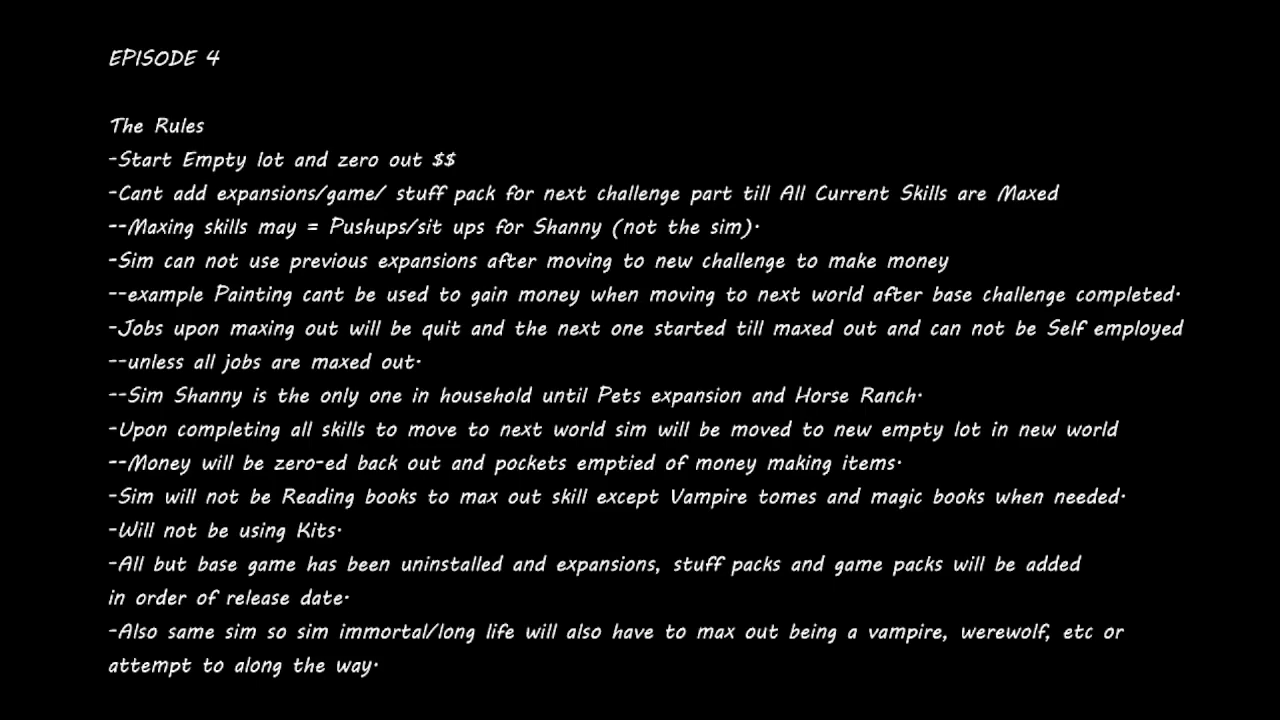 EPISODE 4
The Rules
-Start Empty lot and zero out $$
-Cant add expansions/game/ stuff pack for next challenge part till All Current Skills are Maxed
--Maxing skills may = Pushups/sit ups for Shanny (not the sim).
-Sim can not use previous expansions after moving to new challenge to make money
--example Painting cant be used to gain money when moving to next world after base challenge completed.
-Jobs upon maxing out will be quit and the next one started till maxed out and can not be Self employed
--unless all jobs are maxed out.
--Sim Shanny is the only one in household until Pets expansion and Horse Ranch.
-Upon completing all skills to move to next world sim will be moved to new empty lot in new world
--Money will be zero-ed back out and pockets emptied of money making items.
-Sim will not be Reading books to max out skill except Vampire tomes and magic books when needed.
-Will not be using Kits.
-All but base game has been uninstalled and expansions, stuff packs and game packs will be added
in order of release date.
-Also same sim so sim immortal/long life will also have to max out being a vampire, werewolf, etc or
attempt to along the way.